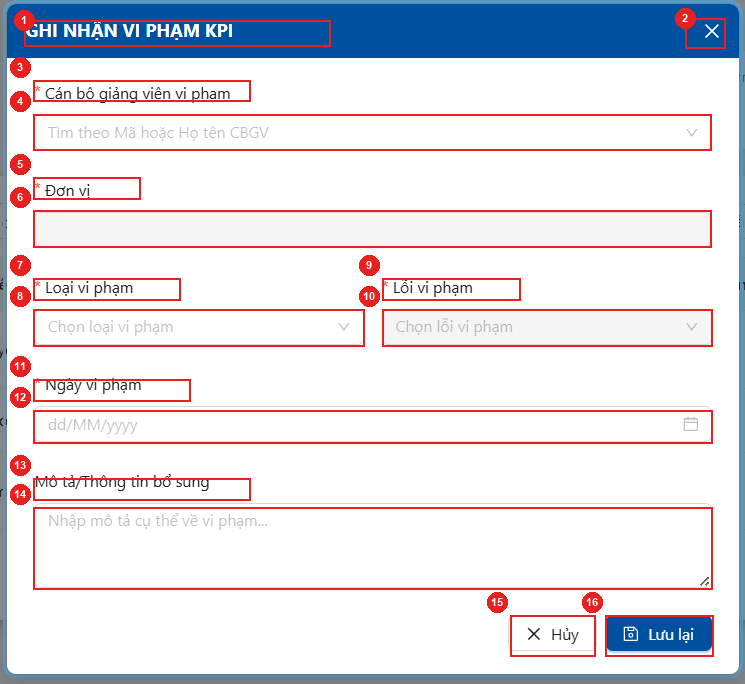 1
GHI NHẬN VI PHẠM KPI
2
3
* Cán bộ giảng viên vi phạm
4
Tìm theo Mã hoặc Họ tên CBGV
5
* Đơn vị
6
7
* Loại vi phạm
9
* Lỗi vi phạm
8
Chọn loại vi phạm
10
Chọn lỗi vi phạm
11
* Ngày vi phạm
12
dd/MM/yyyy
13
Mô tả/Thông tin bổ sung
14
Nhập mô tả cụ thể về vi phạm...
15
16
Hủy
Lưu lại